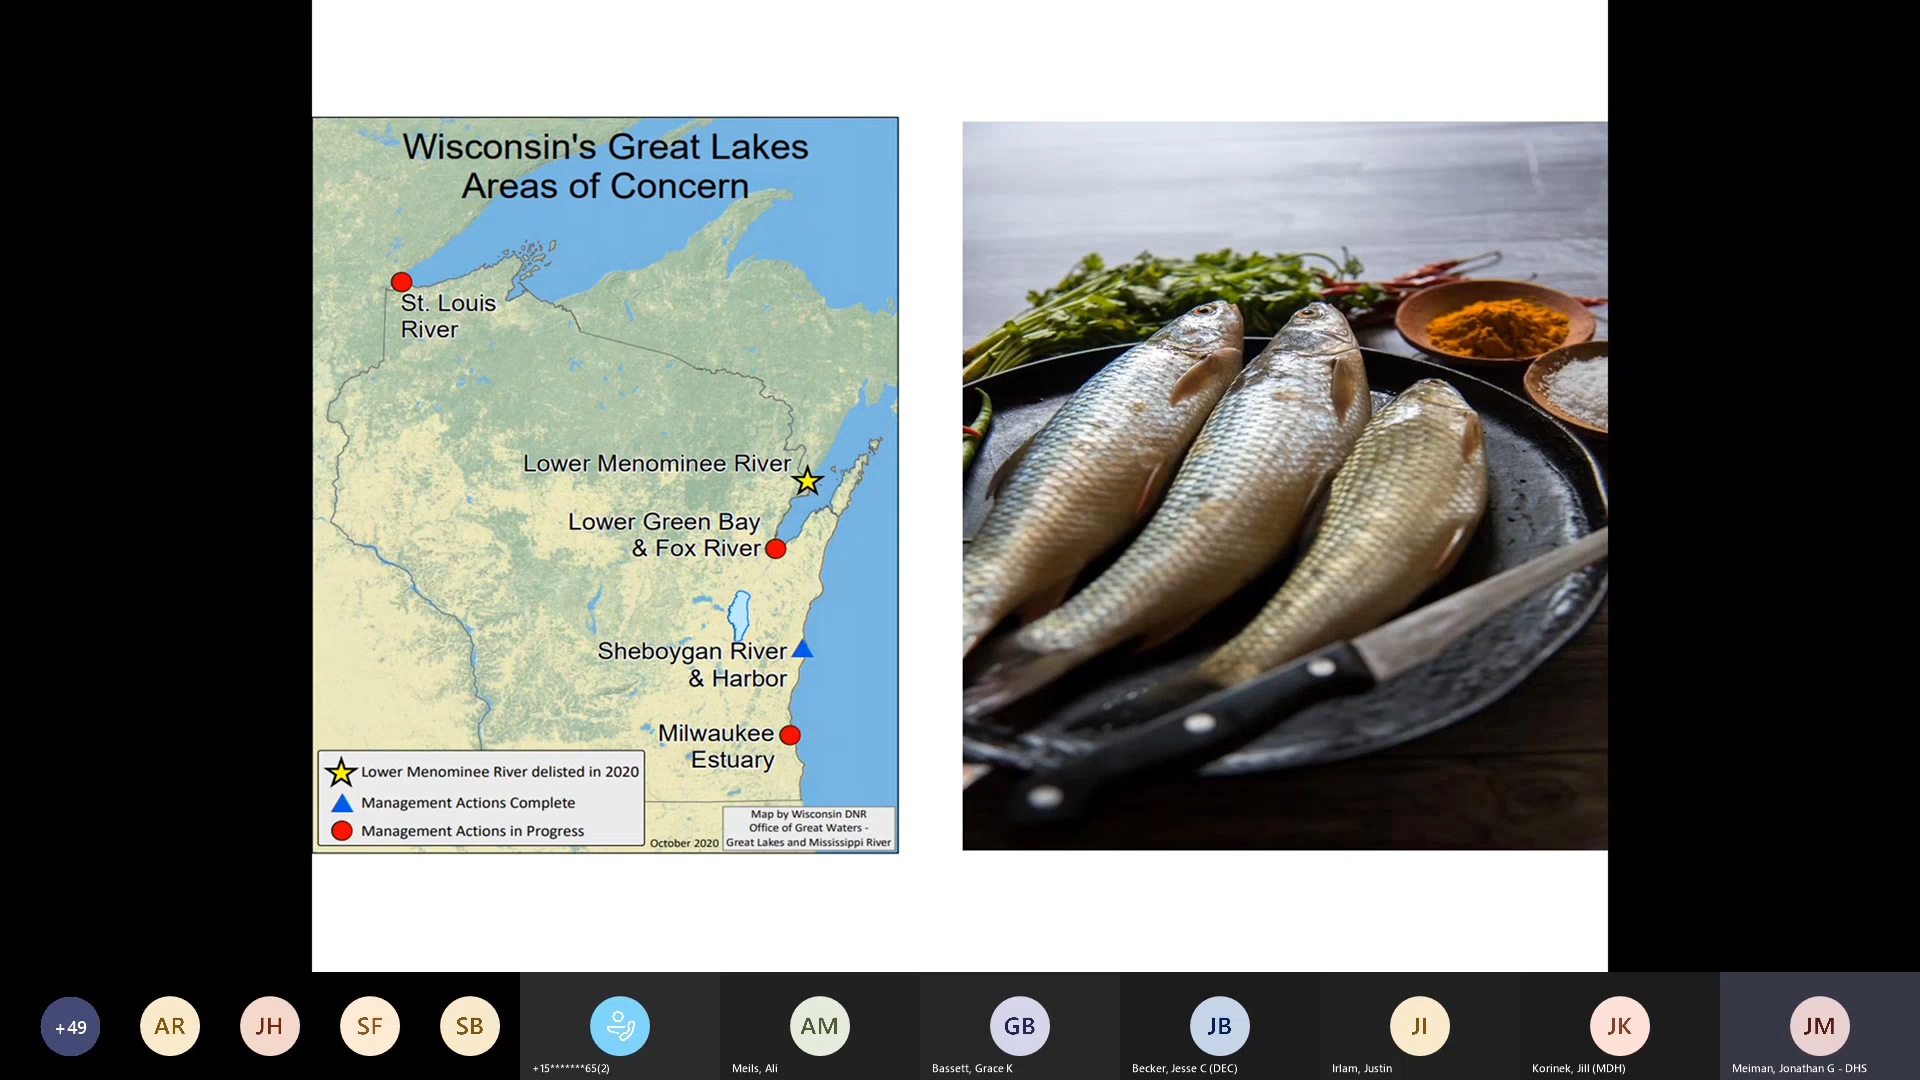 Wisconsin's Great Lakes
Areas of Concern
St. Louis
River
Lower Menominee River
Lower Green Bay
& Fox River
Sheboygan River
& Harbor
Milwaukee
Estuary
Lower Menominee River delisted in 2020
Management Actions Complete
Management Actions in Progress
October 2020
Map by Wisconsin DNR
Office of Great Waters -
Great Lakes and Mississippi River
+49
AR
JH
SF
SB
+15*******65(2)
AM
Meils, Ali
GB
Bassett, Grace K
JB
Becker, Jesse C (DEC)
JI
Irlam, Justin
JK
Korinek, Jill (MDH)
JM
Meiman, Jonathan G - DHS